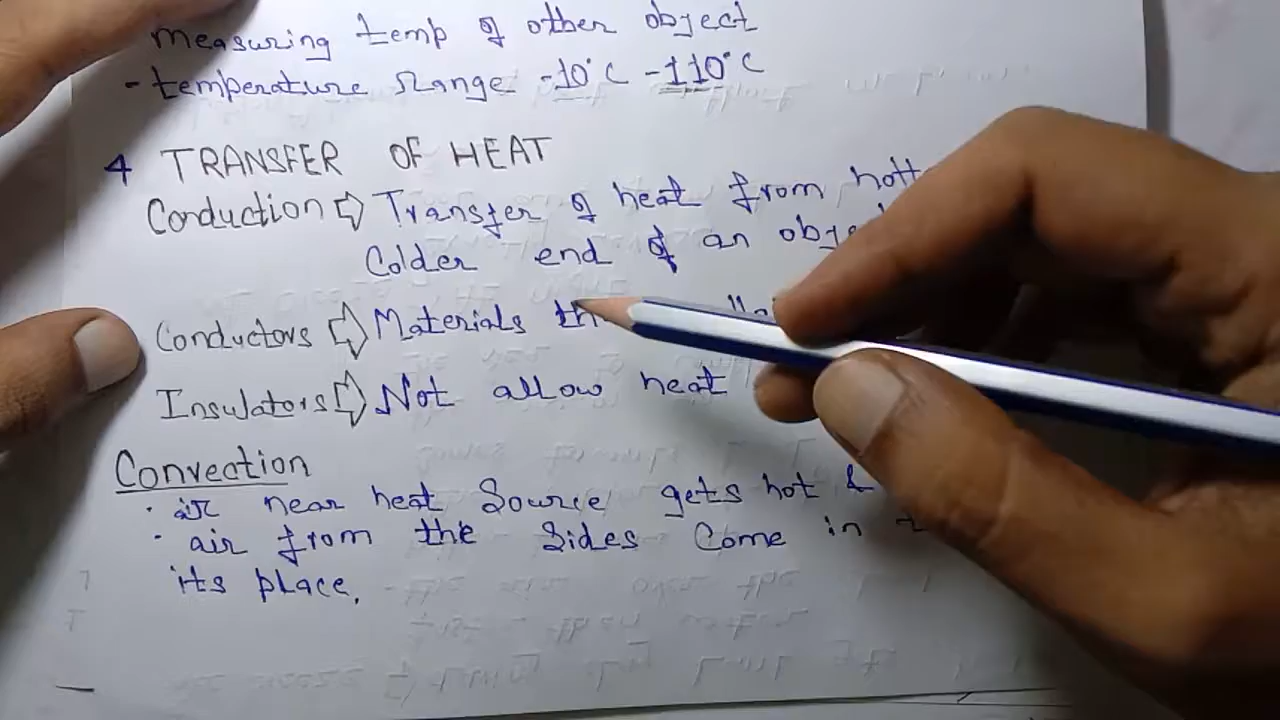 measuring temp of other object
- temperature Range -10°C -110°C
4 TRANSFER OF HEAT
Conduction ⇨ Transfer of heat from hott
Colder end of an obje
Conductors ⇨ Materials th
Insulators ⇨ Not allow heat
Convection
· air near heat Source gets hot &
· air from the Sides Come in
its place.